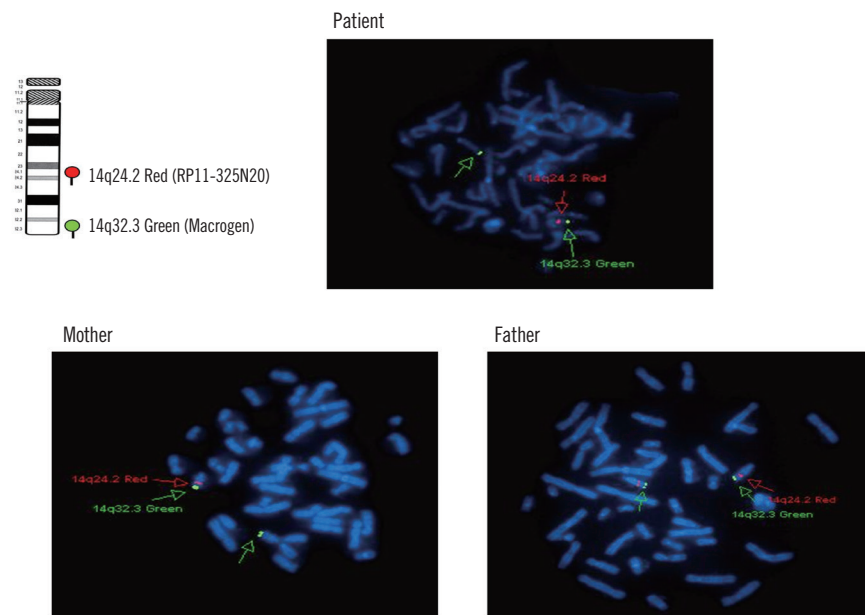 Patient
14q24.2 Red (RP11-325N20)
14q32.3 Green (Macrogen)
14q24.2 Red
14q32.3 Green
Mother
Father
14q24.2 Red
14q32.3 Green
14q24.2 Red
14q32.3 Green